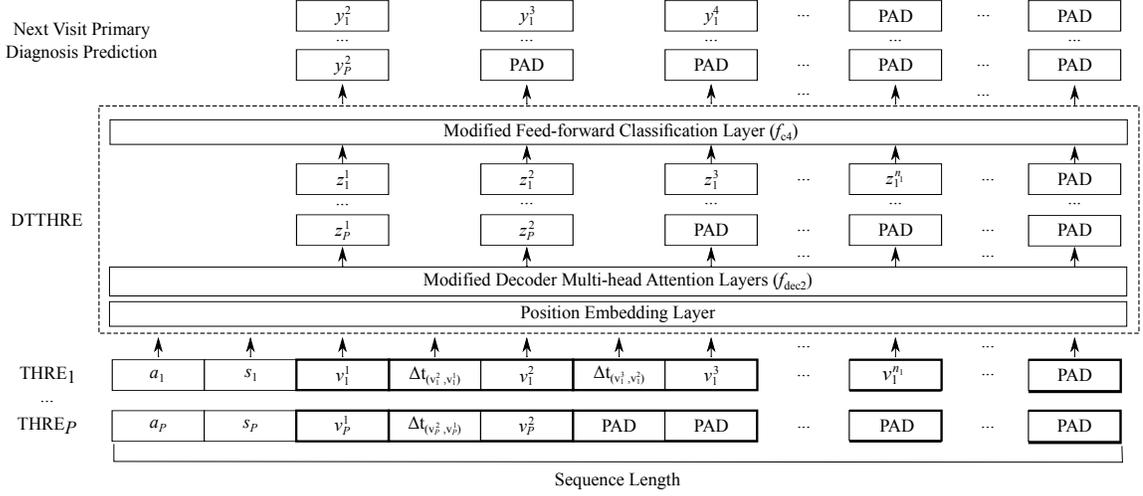 Next Visit Primary
Diagnosis Prediction
y₁² y₁³ y₁⁴ ... PAD ... PAD
... ... ... ... ...
y_P² PAD PAD ... PAD ... PAD
... ...
Modified Feed-forward Classification Layer (f_c4)
z₁¹ z₁² z₁³ ... z₁^{n₁} ... PAD
... ... ... ... ...
DTTHRE
z_P¹ z_P² PAD ... PAD ... PAD
... ...
Modified Decoder Multi-head Attention Layers (f_dec2)
Position Embedding Layer
... ...
THRE₁ a₁ s₁ v₁¹ Δt_(v₁²,v₁¹) v₁² Δt_(v₁³,v₁²) v₁³ ... v₁^{n₁} ... PAD
...
THRE_P a_P s_P v_P¹ Δt_(v_P²,v_P¹) v_P² PAD PAD ... PAD ... PAD
Sequence Length